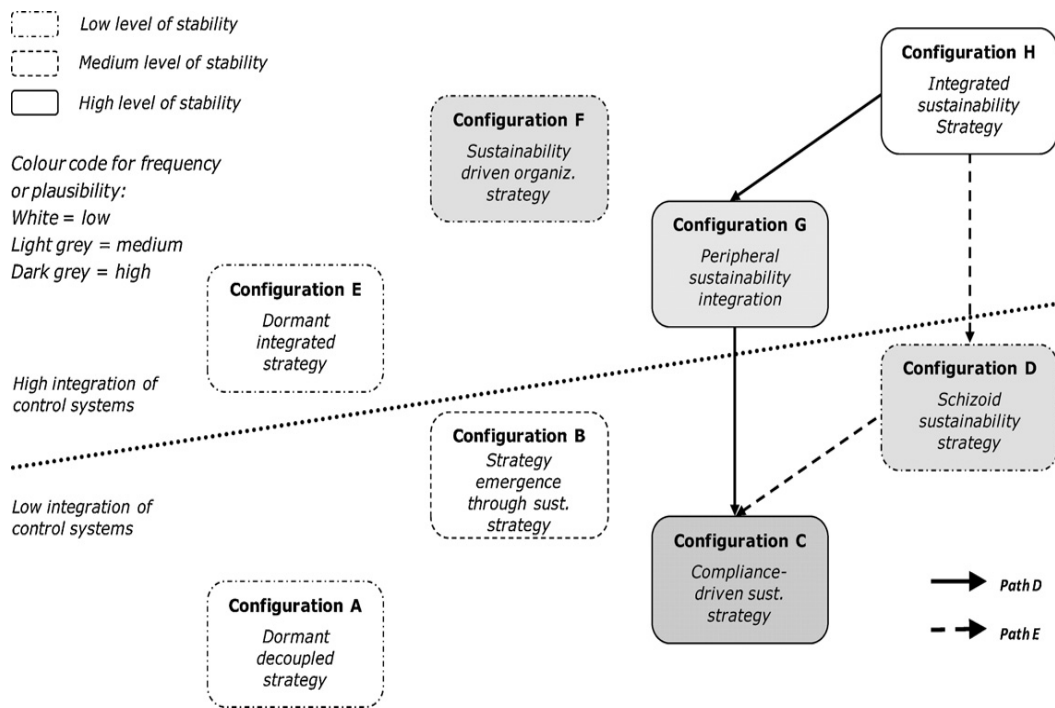 Low level of stability
Medium level of stability
High level of stability
Colour code for frequency
or plausibility:
White = low
Light grey = medium
Dark grey = high
Configuration H
Integrated
sustainability
Strategy
Configuration F
Sustainability
driven organiz.
strategy
Configuration G
Peripheral
sustainability
integration
Configuration E
Dormant
integrated
strategy
High integration of
control systems
Configuration D
Schizoid
sustainability
strategy
Configuration B
Strategy
emergence
through sust.
strategy
Low integration of
control systems
Configuration C
Compliance-
driven sust.
strategy
Configuration A
Dormant
decoupled
strategy
Path D
Path E